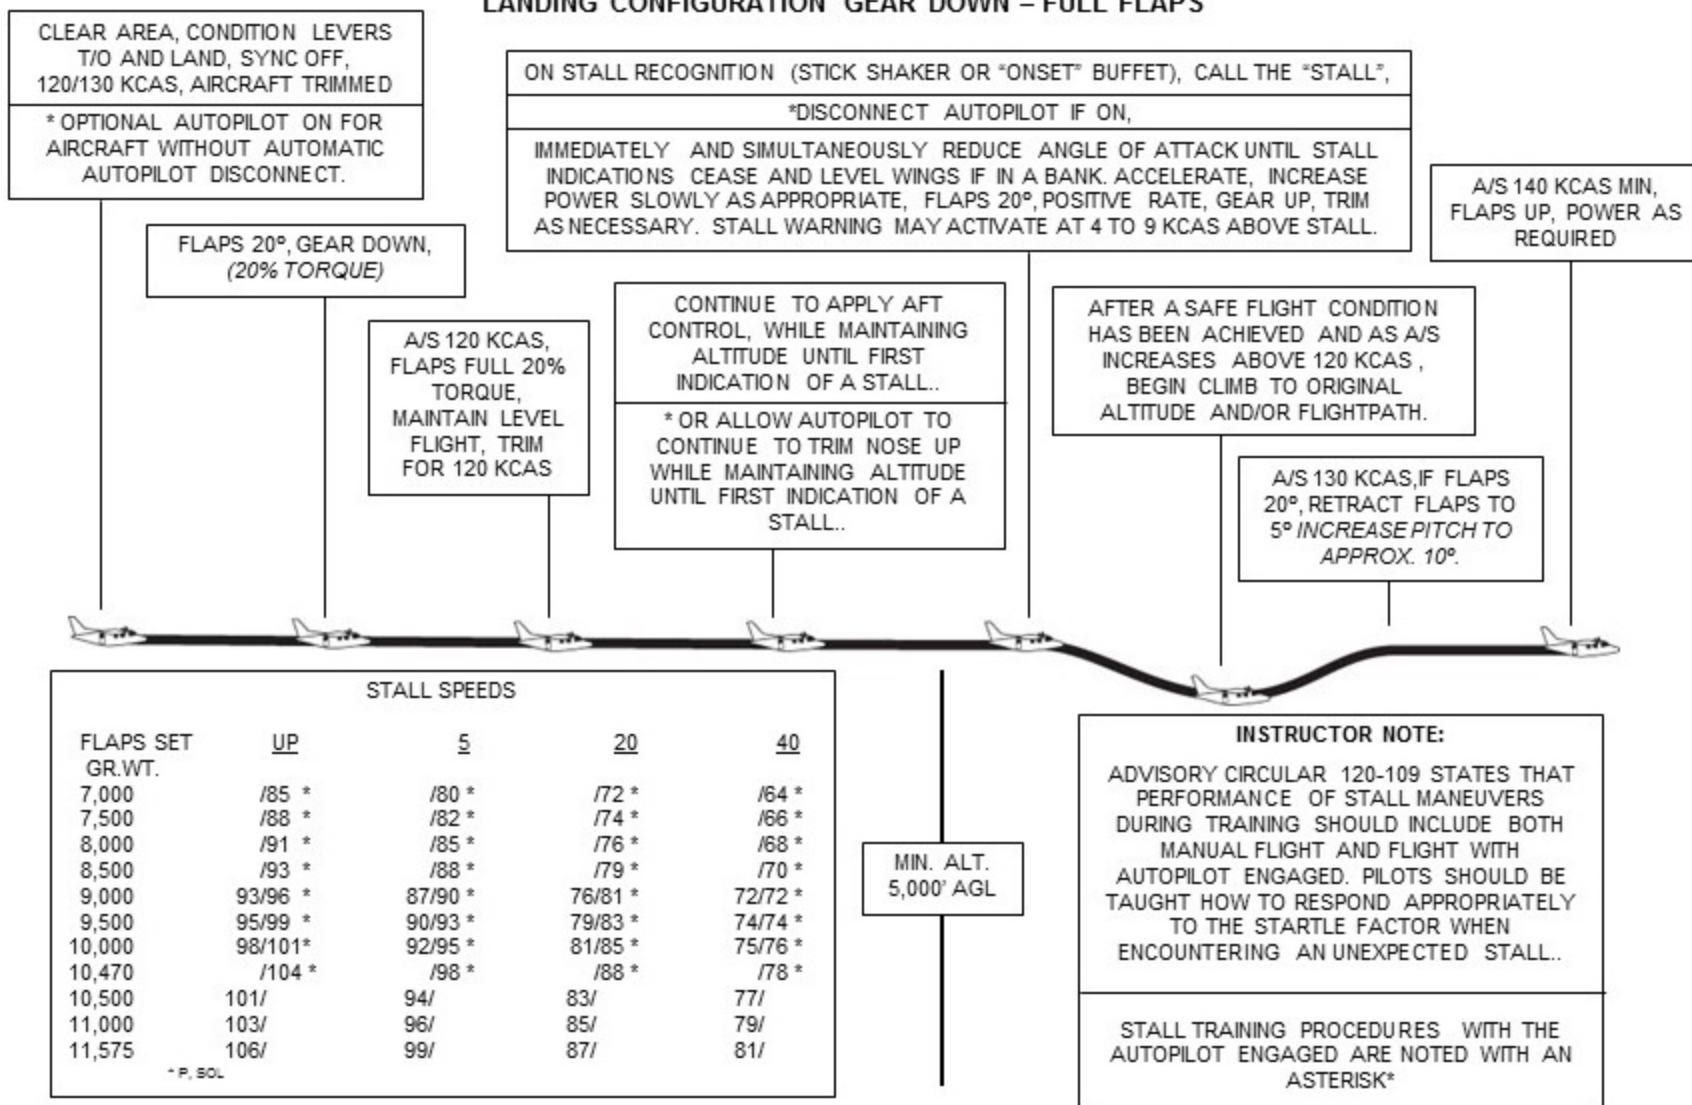 LANDING CONFIGURATION GEAR DOWN – FULL FLAPS
CLEAR AREA, CONDITION LEVERS
T/O AND LAND, SYNC OFF,
120/130 KCAS, AIRCRAFT TRIMMED
* OPTIONAL AUTOPILOT ON FOR
AIRCRAFT WITHOUT AUTOMATIC
AUTOPILOT DISCONNECT.
FLAPS 20º, GEAR DOWN,
(20% TORQUE)
A/S 120 KCAS,
FLAPS FULL 20%
TORQUE,
MAINTAIN LEVEL
FLIGHT, TRIM
FOR 120 KCAS
CONTINUE TO APPLY AFT
CONTROL, WHILE MAINTAINING
ALTITUDE UNTIL FIRST
INDICATION OF A STALL..
* OR ALLOW AUTOPILOT TO
CONTINUE TO TRIM NOSE UP
WHILE MAINTAINING ALTITUDE
UNTIL FIRST INDICATION OF A
STALL..
ON STALL RECOGNITION (STICK SHAKER OR "ONSET" BUFFET), CALL THE "STALL",
*DISCONNECT AUTOPILOT IF ON,
IMMEDIATELY AND SIMULTANEOUSLY REDUCE ANGLE OF ATTACK UNTIL STALL
INDICATIONS CEASE AND LEVEL WINGS IF IN A BANK. ACCELERATE, INCREASE
POWER SLOWLY AS APPROPRIATE, FLAPS 20º, POSITIVE RATE, GEAR UP, TRIM
AS NECESSARY. STALL WARNING MAY ACTIVATE AT 4 TO 9 KCAS ABOVE STALL.
AFTER A SAFE FLIGHT CONDITION
HAS BEEN ACHIEVED AND AS A/S
INCREASES ABOVE 120 KCAS ,
BEGIN CLIMB TO ORIGINAL
ALTITUDE AND/OR FLIGHTPATH.
A/S 130 KCAS,IF FLAPS
20º, RETRACT FLAPS TO
5º INCREASE PITCH TO
APPROX. 10º.
A/S 140 KCAS MIN,
FLAPS UP, POWER AS
REQUIRED
STALL SPEEDS
FLAPS SET UP 5 20 40
GR.WT.
7,000 /85 * /80 * /72 * /64 *
7,500 /88 * /82 * /74 * /66 *
8,000 /91 * /85 * /76 * /68 *
8,500 /93 * /88 * /79 * /70 *
9,000 93/96 * 87/90 * 76/81 * 72/72 *
9,500 95/99 * 90/93 * 79/83 * 74/74 *
10,000 98/101* 92/95 * 81/85 * 75/76 *
10,470 /104 * /98 * /88 * /78 *
10,500 101/ 94/ 83/ 77/
11,000 103/ 96/ 85/ 79/
11,575 106/ 99/ 87/ 81/
* P, SOL
MIN. ALT.
5,000' AGL
INSTRUCTOR NOTE:
ADVISORY CIRCULAR 120-109 STATES THAT
PERFORMANCE OF STALL MANEUVERS
DURING TRAINING SHOULD INCLUDE BOTH
MANUAL FLIGHT AND FLIGHT WITH
AUTOPILOT ENGAGED. PILOTS SHOULD BE
TAUGHT HOW TO RESPOND APPROPRIATELY
TO THE STARTLE FACTOR WHEN
ENCOUNTERING AN UNEXPECTED STALL..
STALL TRAINING PROCEDURES WITH THE
AUTOPILOT ENGAGED ARE NOTED WITH AN
ASTERISK*